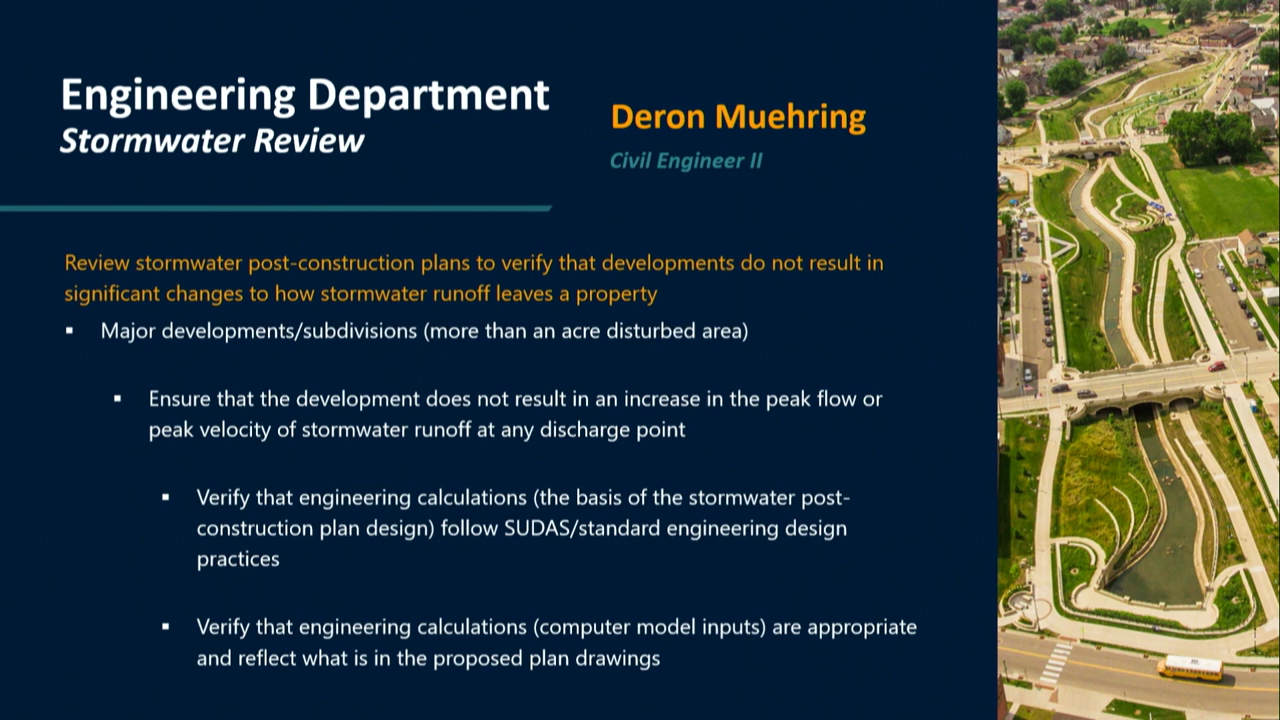 Engineering Department
Stormwater Review
Deron Muehring
Civil Engineer II
Review stormwater post-construction plans to verify that developments do not result in
significant changes to how stormwater runoff leaves a property
▪ Major developments/subdivisions (more than an acre disturbed area)
▪ Ensure that the development does not result in an increase in the peak flow or
peak velocity of stormwater runoff at any discharge point
▪ Verify that engineering calculations (the basis of the stormwater post-
construction plan design) follow SUDAS/standard engineering design
practices
▪ Verify that engineering calculations (computer model inputs) are appropriate
and reflect what is in the proposed plan drawings